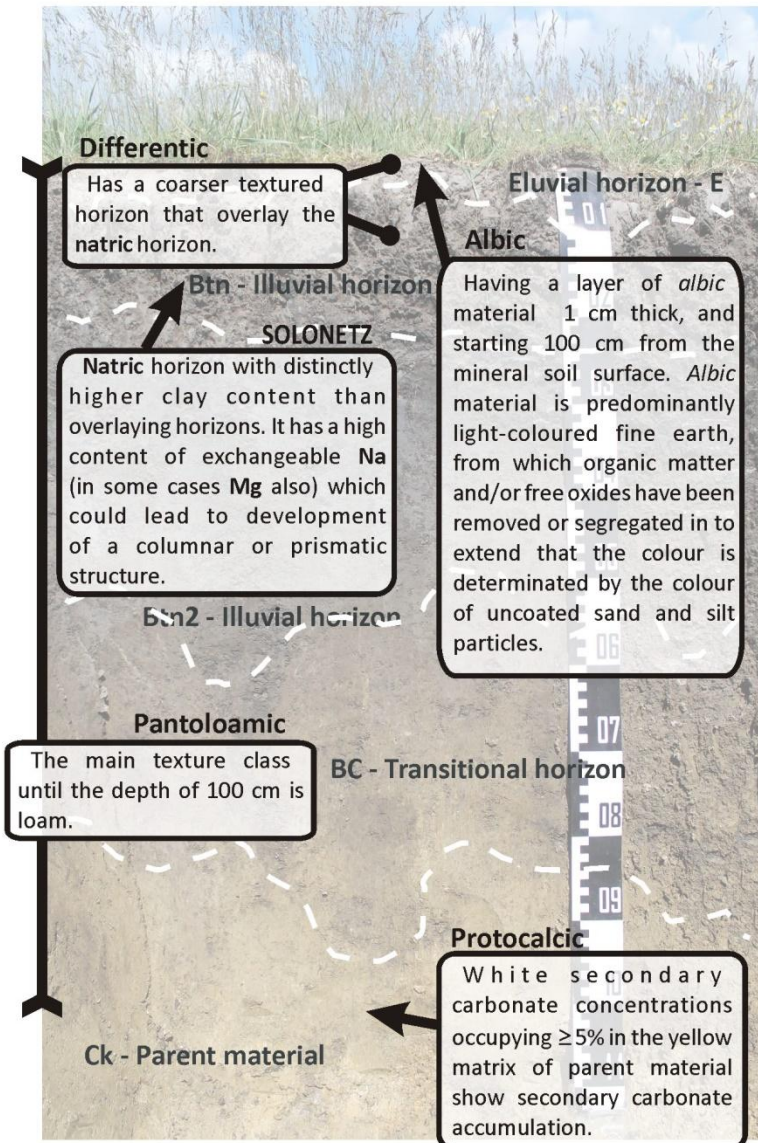 Differentic
Has a coarser textured
horizon that overlay the
natric horizon.
Eluvial horizon - E
01
Albic
Having a layer of albic
material 1 cm thick, and
starting 100 cm from the
mineral soil surface. Albic
material is predominantly
light-coloured fine earth,
from which organic matter
and/or free oxides have been
removed or segregated in to
extend that the colour is
determinated by the colour
of uncoated sand and silt
particles.
Btn - Illuvial horizon
SOLONETZ
Natric horizon with distinctly
higher clay content than
overlaying horizons. It has a high
content of exchangeable Na
(in some cases Mg also) which
could lead to development
of a columnar or prismatic
structure.
Btn2 - Illuvial horizon
06
Pantoloamic
The main texture class
until the depth of 100 cm is
loam.
07
BC - Transitional horizon
08
09
Protocalcic
White secondary
carbonate concentrations
occupying ≥5% in the yellow
matrix of parent material
show secondary carbonate
accumulation.
Ck - Parent material